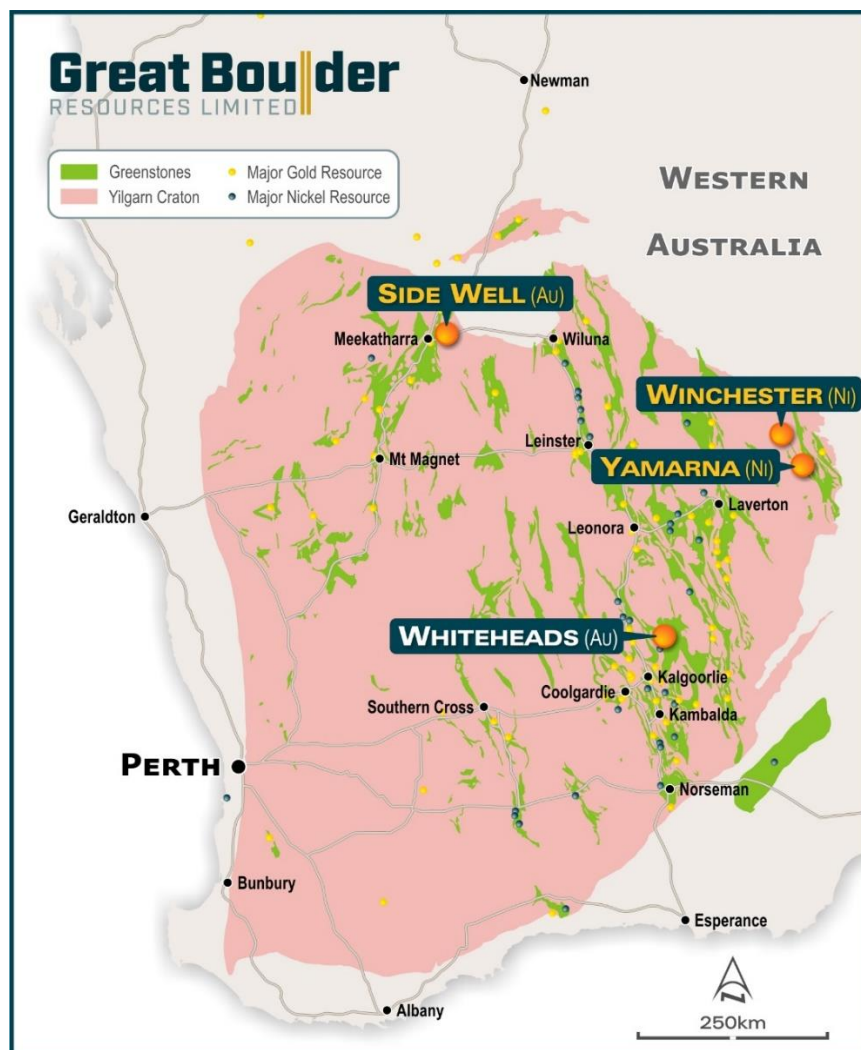 Great Boulder
RESOURCES LIMITED
Newman
Greenstones
Major Gold Resource
Yilgarn Craton
Major Nickel Resource
WESTERN
AUSTRALIA
SIDE WELL (AU)
Meekatharra
Wiluna
WINCHESTER (NI)
Leinster
YAMARNA (NI)
Mt Magnet
Geraldton
Laverton
Leonora
WHITEHEADS (AU)
Kalgoorlie
Coolgardie
Southern Cross
Kambalda
PERTH
Norseman
Bunbury
Esperance
Albany
N
250km